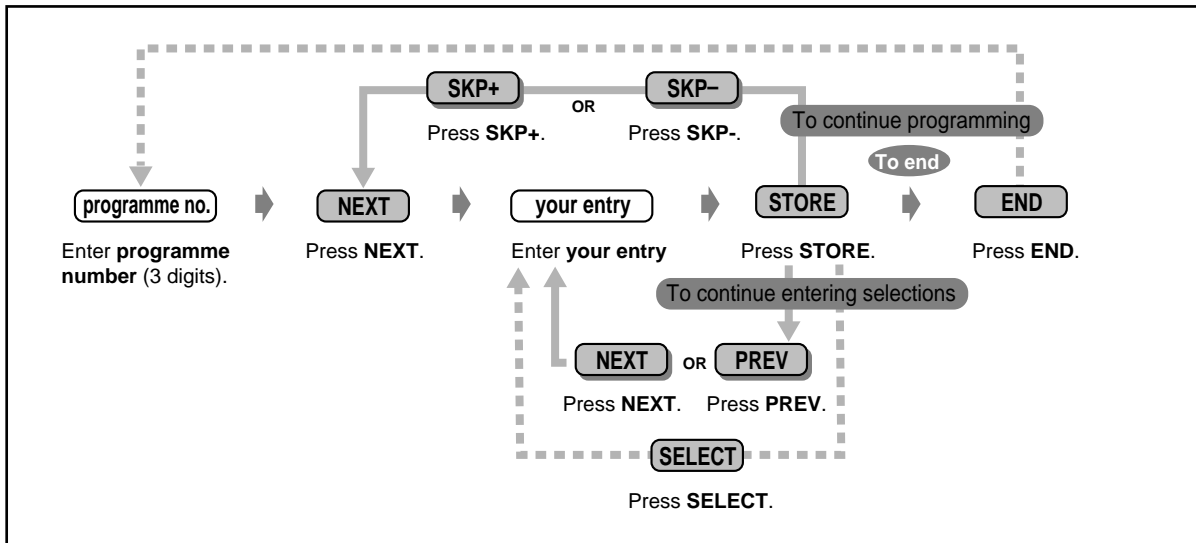 SKP+
OR
SKP–
Press SKP+.
Press SKP-.
To continue programming
To end
programme no.
NEXT
your entry
STORE
END
Enter programme
number (3 digits).
Press NEXT.
Enter your entry
Press STORE.
Press END.
To continue entering selections
NEXT
OR
PREV
Press NEXT.
Press PREV.
SELECT
Press SELECT.